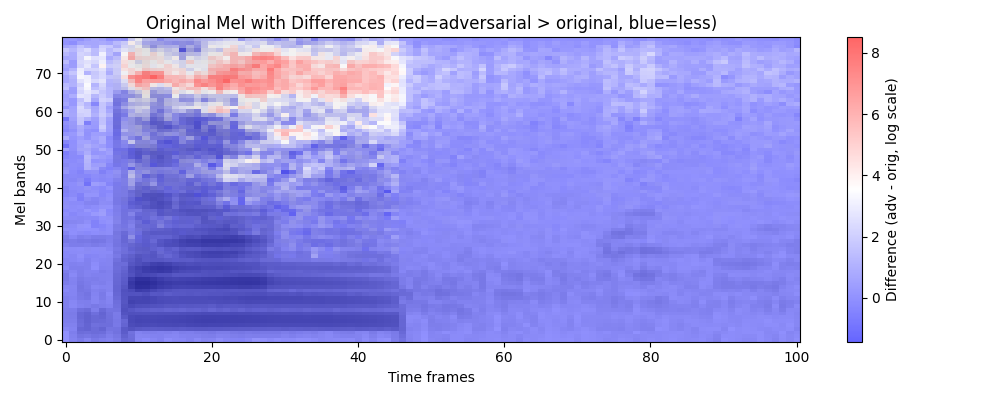 Original Mel with Differences (red=adversarial > original, blue=less)
Mel bands
70
60
50
40
30
20
10
0
0 20 40 60 80 100
Time frames
8
6
4
2
0
Difference (adv - orig, log scale)